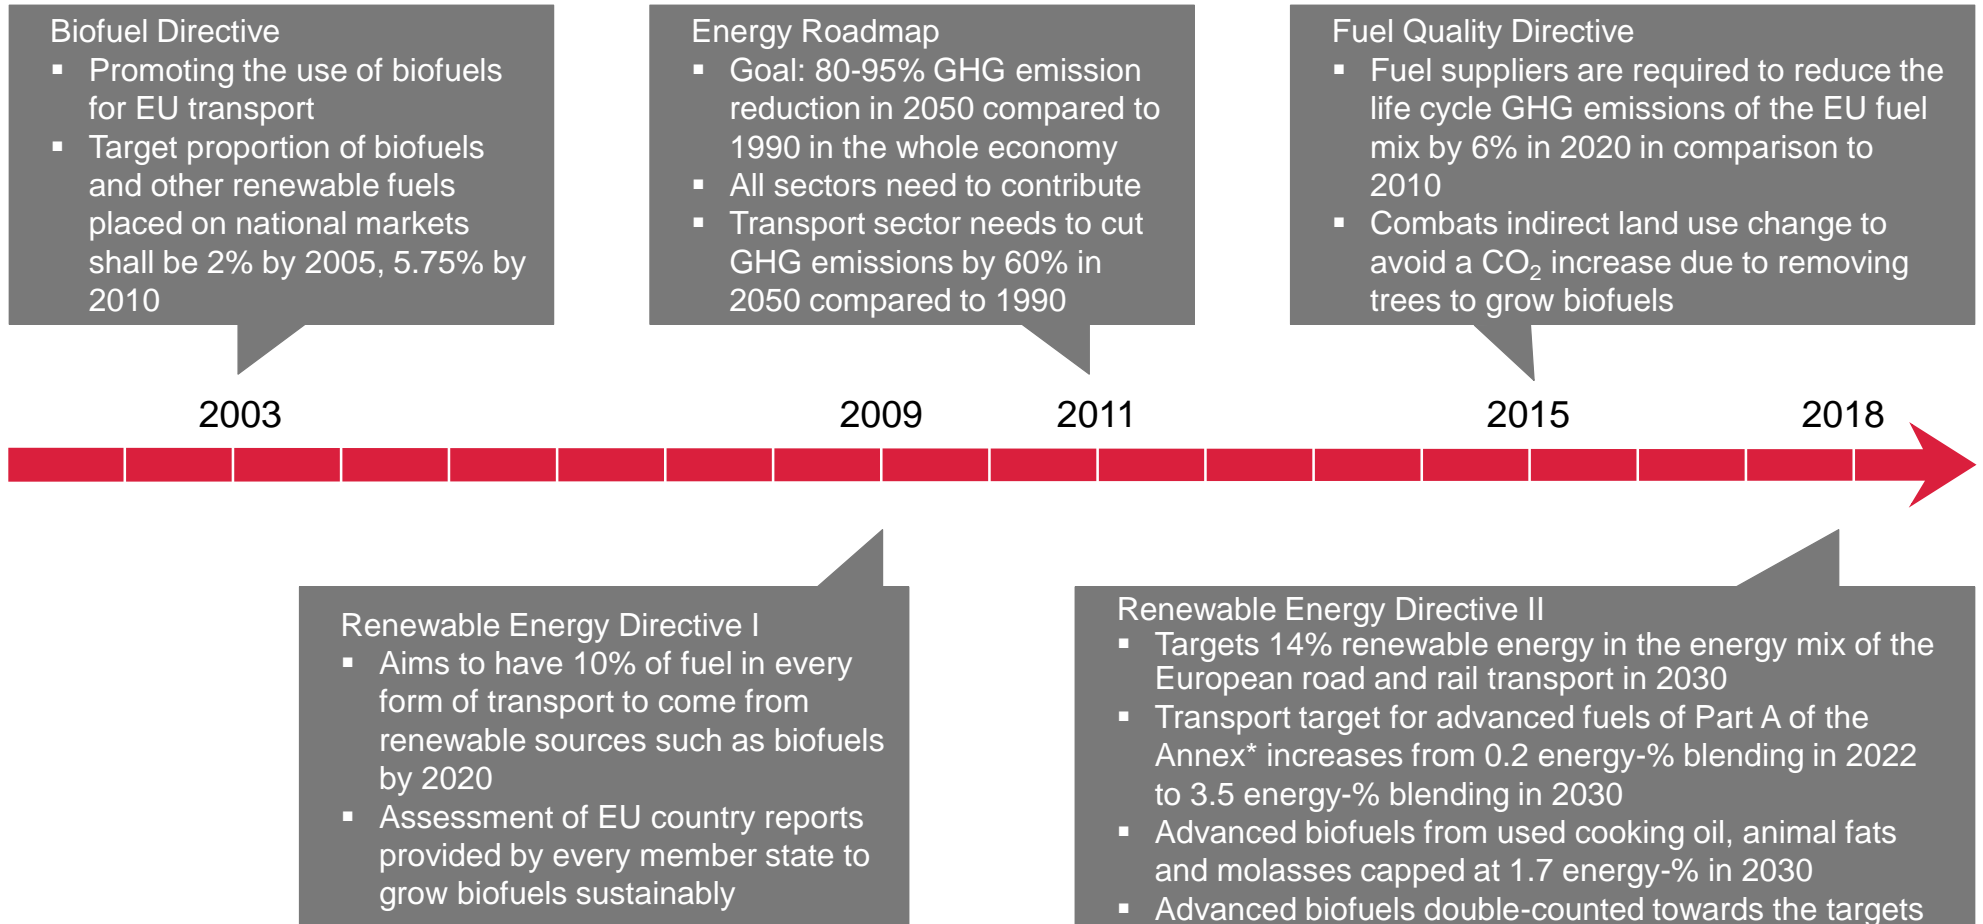 Biofuel Directive
▪ Promoting the use of biofuels
for EU transport
▪ Target proportion of biofuels
and other renewable fuels
placed on national markets
shall be 2% by 2005, 5.75% by
2010
Energy Roadmap
▪ Goal: 80-95% GHG emission
reduction in 2050 compared to
1990 in the whole economy
▪ All sectors need to contribute
▪ Transport sector needs to cut
GHG emissions by 60% in
2050 compared to 1990
Fuel Quality Directive
▪ Fuel suppliers are required to reduce the
life cycle GHG emissions of the EU fuel
mix by 6% in 2020 in comparison to
2010
▪ Combats indirect land use change to
avoid a CO₂ increase due to removing
trees to grow biofuels
2003
2009
2011
2015
2018
Renewable Energy Directive I
▪ Aims to have 10% of fuel in every
form of transport to come from
renewable sources such as biofuels
by 2020
▪ Assessment of EU country reports
provided by every member state to
grow biofuels sustainably
Renewable Energy Directive II
▪ Targets 14% renewable energy in the energy mix of the
European road and rail transport in 2030
▪ Transport target for advanced fuels of Part A of the
Annex* increases from 0.2 energy-% blending in 2022
to 3.5 energy-% blending in 2030
▪ Advanced biofuels from used cooking oil, animal fats
and molasses capped at 1.7 energy-% in 2030
▪ Advanced biofuels double-counted towards the targets